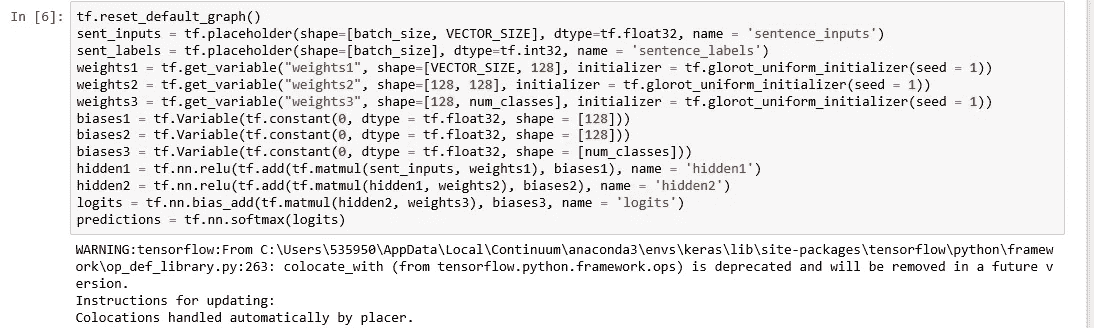 In [6]: tf.reset_default_graph()
sent_inputs = tf.placeholder(shape=[batch_size, VECTOR_SIZE], dtype=tf.float32, name = 'sentence_inputs')
sent_labels = tf.placeholder(shape=[batch_size], dtype=tf.int32, name = 'sentence_labels')
weights1 = tf.get_variable("weights1", shape=[VECTOR_SIZE, 128], initializer = tf.glorot_uniform_initializer(seed = 1))
weights2 = tf.get_variable("weights2", shape=[128, 128], initializer = tf.glorot_uniform_initializer(seed = 1))
weights3 = tf.get_variable("weights3", shape=[128, num_classes], initializer = tf.glorot_uniform_initializer(seed = 1))
biases1 = tf.Variable(tf.constant(0, dtype = tf.float32, shape = [128]))
biases2 = tf.Variable(tf.constant(0, dtype = tf.float32, shape = [128]))
biases3 = tf.Variable(tf.constant(0, dtype = tf.float32, shape = [num_classes]))
hidden1 = tf.nn.relu(tf.add(tf.matmul(sent_inputs, weights1), biases1), name = 'hidden1')
hidden2 = tf.nn.relu(tf.add(tf.matmul(hidden1, weights2), biases2), name = 'hidden2')
logits = tf.nn.bias_add(tf.matmul(hidden2, weights3), biases3, name = 'logits')
predictions = tf.nn.softmax(logits)
WARNING:tensorflow:From C:\Users\535950\AppData\Local\Continuum\anaconda3\envs\keras\lib\site-packages\tensorflow\python\framew
ork\op_def_library.py:263: colocate_with (from tensorflow.python.framework.ops) is deprecated and will be removed in a future v
ersion.
Instructions for updating:
Colocations handled automatically by placer.